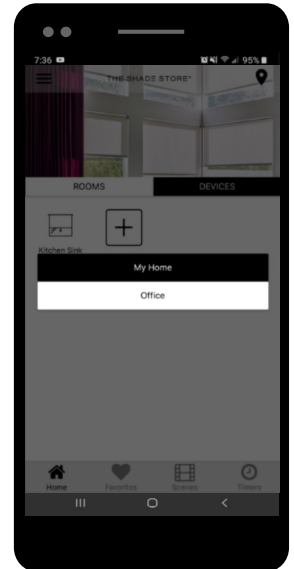 7:36 95%
THE SHADE STORE®
ROOMS DEVICES
Kitchen Sink
My Home
Office
Home Favorites Scenes Timers